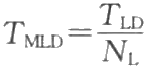 T_MLD = T_LD / N_L